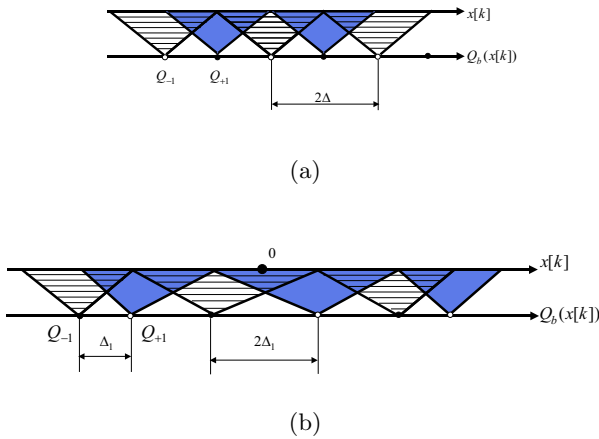 x[k]
Q_b(x[k])
Q_{-1} Q_{+1}
2Δ
(a)
0
x[k]
Q_b(x[k])
Q_{-1} Q_{+1}
Δ_1 2Δ_1
(b)